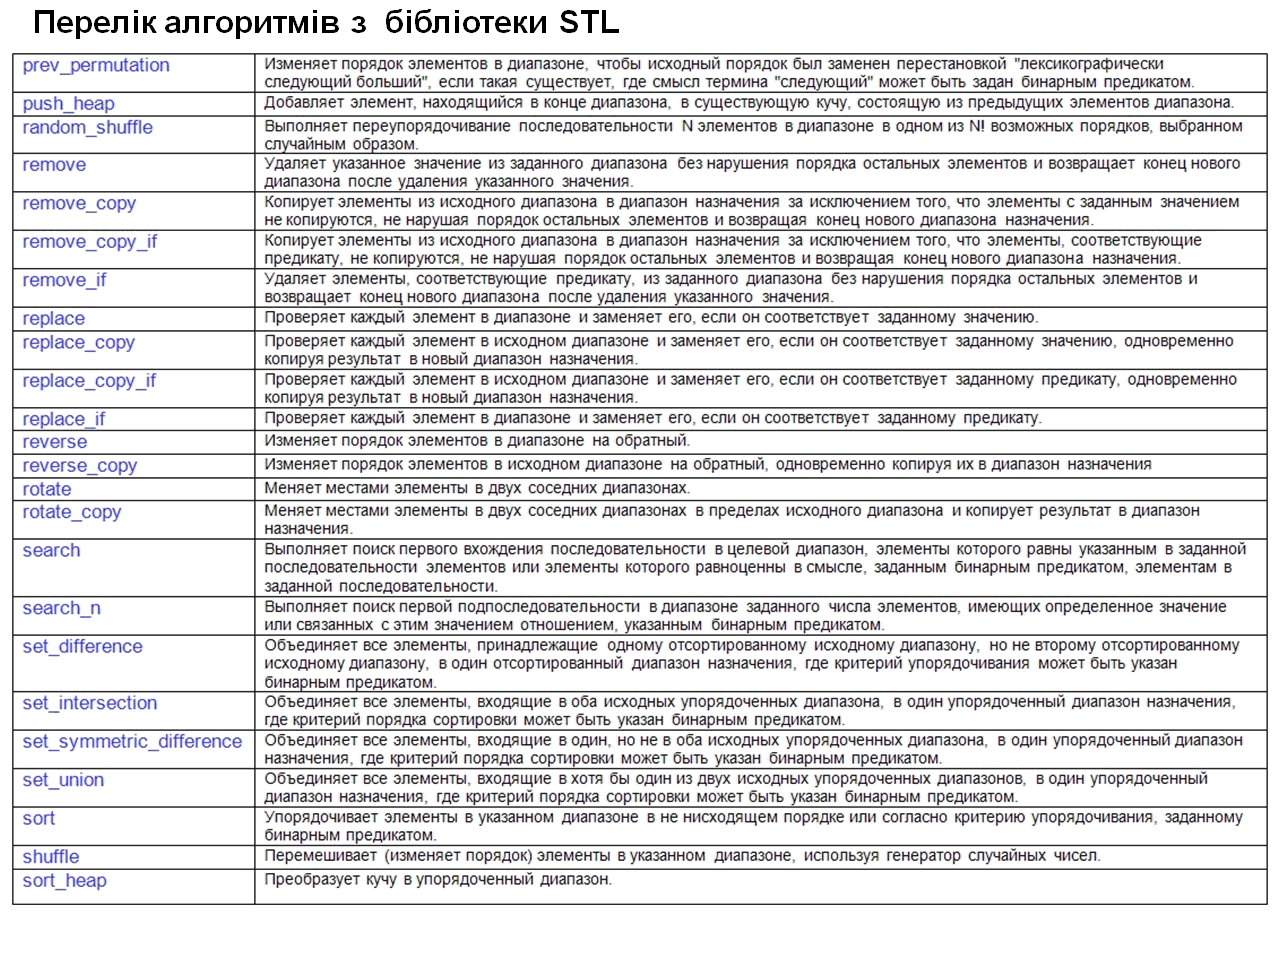 Перелік алгоритмів з бібліотеки STL
prev_permutation
Изменяет порядок элементов в диапазоне, чтобы исходный порядок был заменен перестановкой "лексикографически
следующий больший", если такая существует, где смысл термина "следующий" может быть задан бинарным предикатом.
push_heap
Добавляет элемент, находящийся в конце диапазона, в существующую кучу, состоящую из предыдущих элементов диапазона.
random_shuffle
Выполняет переупорядочивание последовательности N элементов в диапазоне в одном из N! возможных порядков, выбранном
случайным образом.
remove
Удаляет указанное значение из заданного диапазона без нарушения порядка остальных элементов и возвращает конец нового
диапазона после удаления указанного значения.
remove_copy
Копирует элементы из исходного диапазона в диапазон назначения за исключением того, что элементы с заданным значением
не копируются, не нарушая порядок остальных элементов и возвращая конец нового диапазона назначения.
remove_copy_if
Копирует элементы из исходного диапазона в диапазон назначения за исключением того, что элементы, соответствующие
предикату, не копируются, не нарушая порядок остальных элементов и возвращая конец нового диапазона назначения.
remove_if
Удаляет элементы, соответствующие предикату, из заданного диапазона без нарушения порядка остальных элементов и
возвращает конец нового диапазона после удаления указанного значения.
replace
Проверяет каждый элемент в диапазоне и заменяет его, если он соответствует заданному значению.
replace_copy
Проверяет каждый элемент в исходном диапазоне и заменяет его, если он соответствует заданному значению, одновременно
копируя результат в новый диапазон назначения.
replace_copy_if
Проверяет каждый элемент в исходном диапазоне и заменяет его, если он соответствует заданному предикату, одновременно
копируя результат в новый диапазон назначения.
replace_if
Проверяет каждый элемент в диапазоне и заменяет его, если он соответствует заданному предикату.
reverse
Изменяет порядок элементов в диапазоне на обратный.
reverse_copy
Изменяет порядок элементов в исходном диапазоне на обратный, одновременно копируя их в диапазон назначения
rotate
Меняет местами элементы в двух соседних диапазонах.
rotate_copy
Меняет местами элементы в двух соседних диапазонах в пределах исходного диапазона и копирует результат в диапазон
назначения.
search
Выполняет поиск первого вхождения последовательности в целевой диапазон, элементы которого равны указанным в заданной
последовательности элементов или элементы которого равноценны в смысле, заданным бинарным предикатом, элементам в
заданной последовательности.
search_n
Выполняет поиск первой подпоследовательности в диапазоне заданного числа элементов, имеющих определенное значение
или связанных с этим значением отношением, указанным бинарным предикатом.
set_difference
Объединяет все элементы, принадлежащие одному отсортированному исходному диапазону, но не второму отсортированному
исходному диапазону, в один отсортированный диапазон назначения, где критерий упорядочивания может быть указан
бинарным предикатом.
set_intersection
Объединяет все элементы, входящие в оба исходных упорядоченных диапазона, в один упорядоченный диапазон назначения,
где критерий порядка сортировки может быть указан бинарным предикатом.
set_symmetric_difference
Объединяет все элементы, входящие в один, но не в оба исходных упорядоченных диапазона, в один упорядоченный диапазон
назначения, где критерий порядка сортировки может быть указан бинарным предикатом.
set_union
Объединяет все элементы, входящие в хотя бы один из двух исходных упорядоченных диапазонов, в один упорядоченный
диапазон назначения, где критерий порядка сортировки может быть указан бинарным предикатом.
sort
Упорядочивает элементы в указанном диапазоне в не нисходящем порядке или согласно критерию упорядочивания, заданному
бинарным предикатом.
shuffle
Перемешивает (изменяет порядок) элементы в указанном диапазоне, используя генератор случайных чисел.
sort_heap
Преобразует кучу в упорядоченный диапазон.